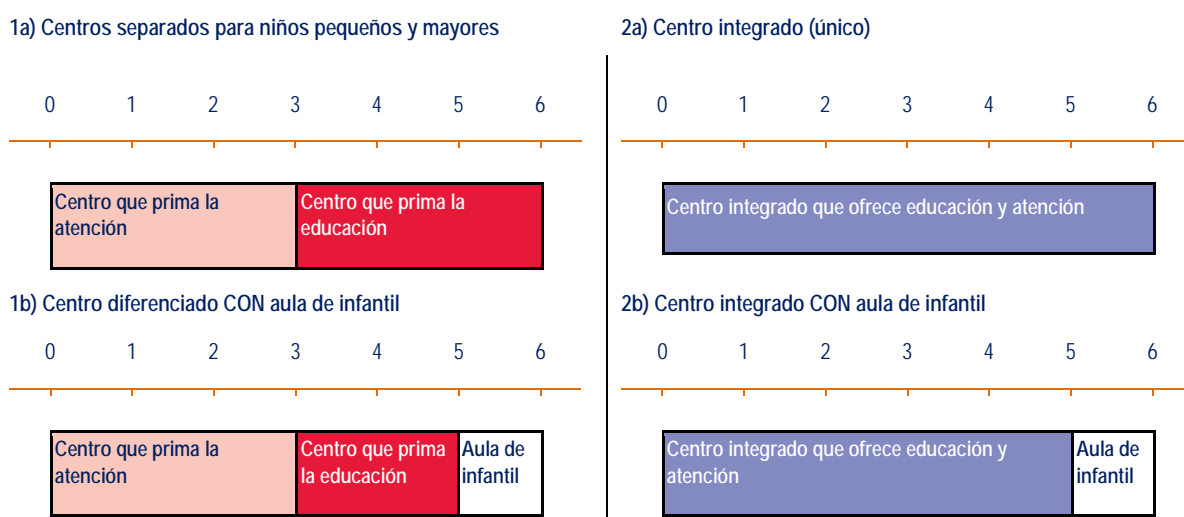 1a) Centros separados para niños pequeños y mayores
0 1 2 3 4 5 6
Centro que prima la
atención
Centro que prima la
educación
2a) Centro integrado (único)
0 1 2 3 4 5 6
Centro integrado que ofrece educación y atención
1b) Centro diferenciado CON aula de infantil
0 1 2 3 4 5 6
Centro que prima la
atención
Centro que prima
la educación
Aula de
infantil
2b) Centro integrado CON aula de infantil
0 1 2 3 4 5 6
Centro integrado que ofrece educación y
atención
Aula de
infantil